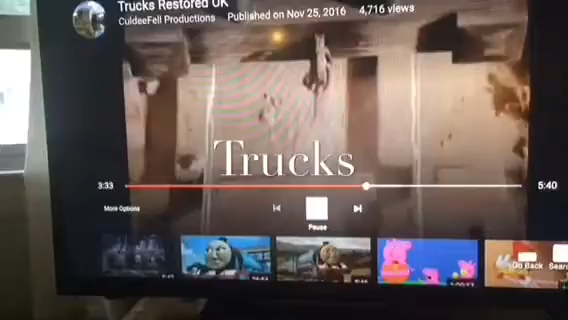 Trucks Restored UK
CuldeeFell Productions Published on Nov 25, 2016 4,716 views
Trucks
3:33
5:40
More Options
Pause
Go Back